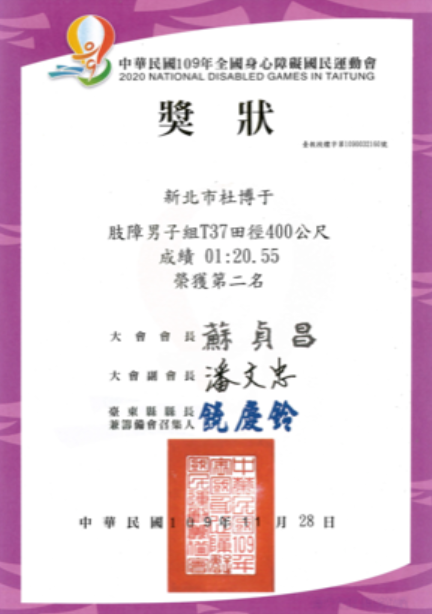 中華民國109年全國身心障礙國民運動會
2020 NATIONAL DISABLED GAMES IN TAITUNG
獎狀
新北市杜博于
肢障男子組T37田徑400公尺
成績 01:20.55
榮獲第二名
大會會長 蘇貞昌
大會副會長 潘文忠
臺東縣縣長
兼籌備會召集人 饒慶鈴
中華民國109年11月28日